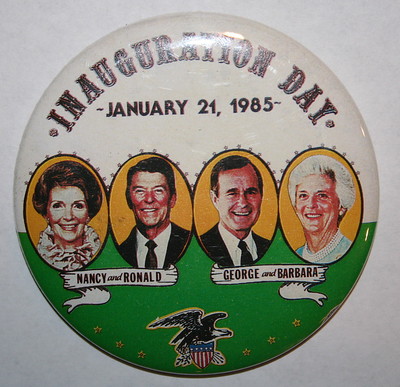 ·INAUGURATION DAY·
~JANUARY 21, 1985~
NANCY and RONALD
GEORGE and BARBARA